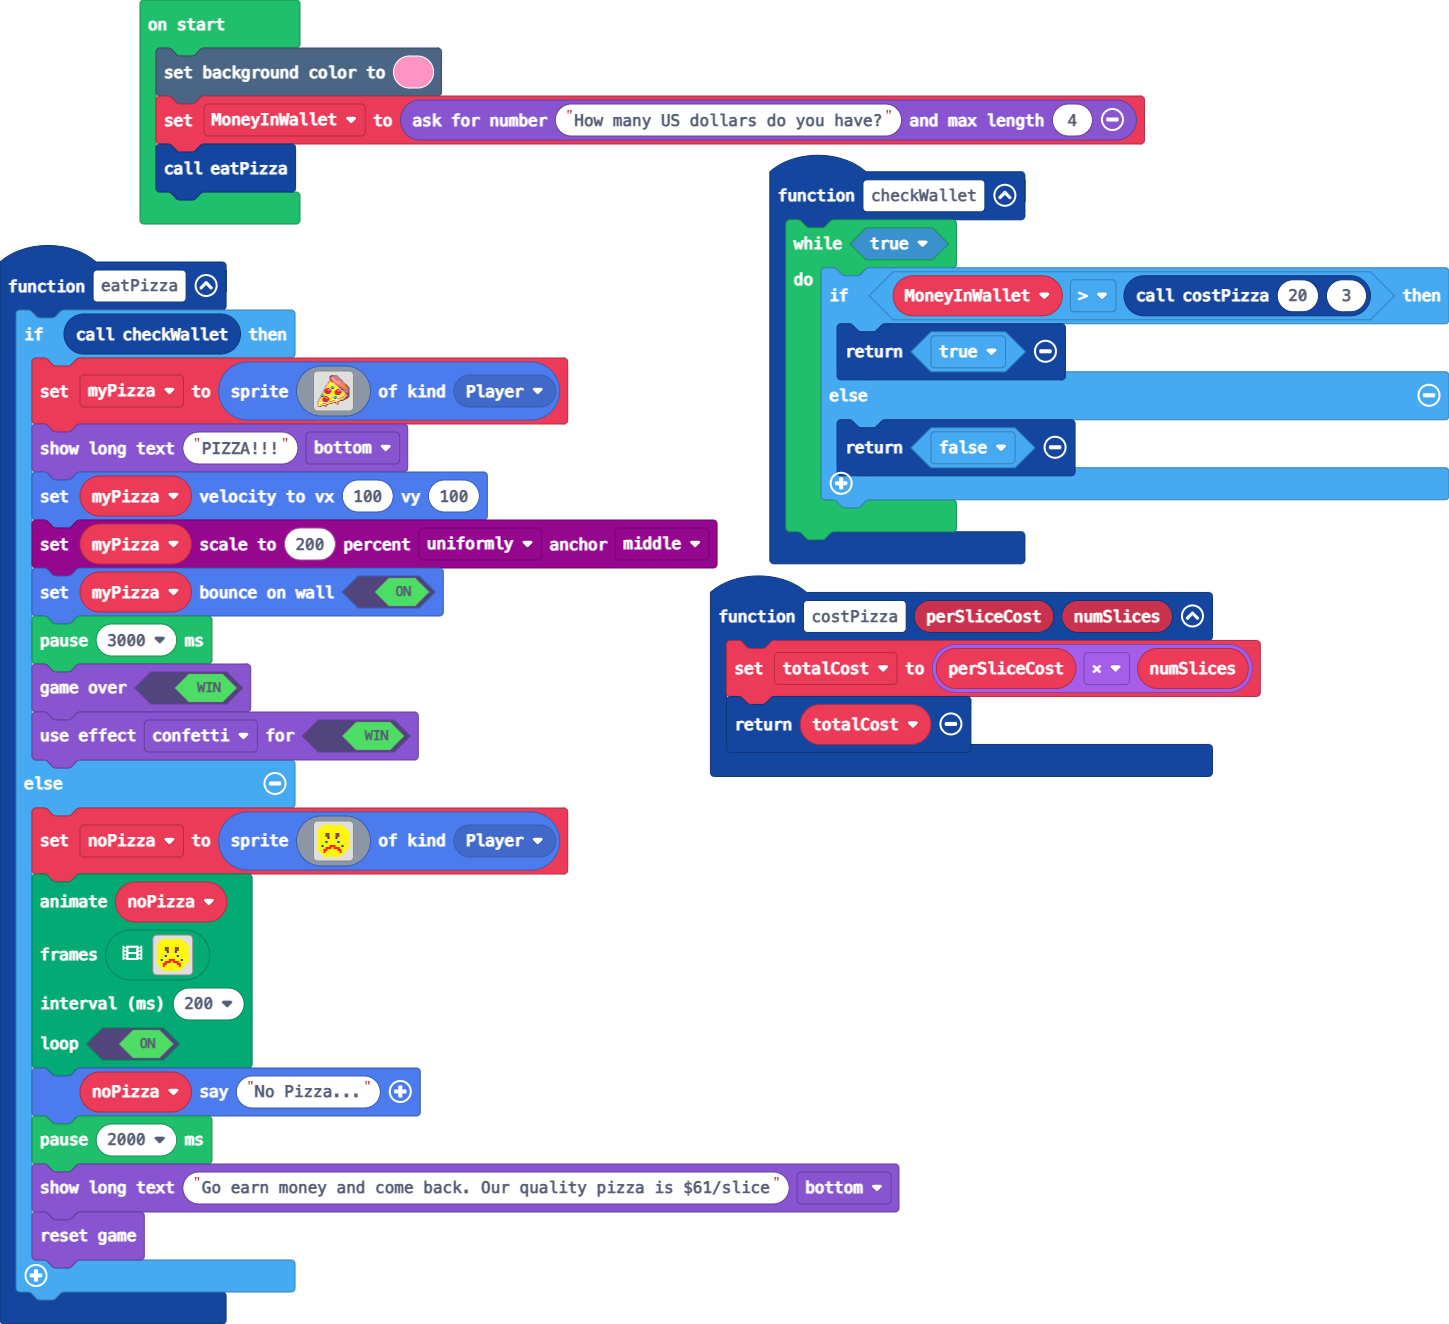 on start
set background color to
set MoneyInWallet to ask for number "How many US dollars do you have?" and max length 4
call eatPizza
function eatPizza
if call checkWallet then
set myPizza to sprite of kind Player
show long text "PIZZA!!!" bottom
set myPizza velocity to vx 100 vy 100
set myPizza scale to 200 percent uniformly anchor middle
set myPizza bounce on wall ON
pause 3000 ms
game over WIN
use effect confetti for WIN
else
set noPizza to sprite of kind Player
animate noPizza
frames
interval (ms) 200
loop ON
noPizza say "No Pizza..."
pause 2000 ms
show long text "Go earn money and come back. Our quality pizza is $61/slice" bottom
reset game
function checkWallet
while true
do
if MoneyInWallet > call costPizza 20 3 then
return true
else
return false
function costPizza perSliceCost numSlices
set totalCost to perSliceCost × numSlices
return totalCost